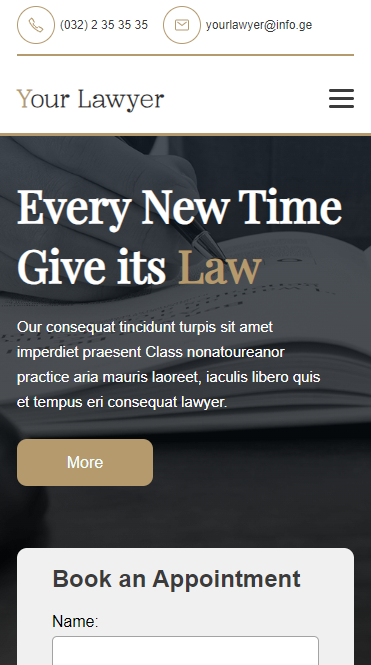 (032) 2 35 35 35 yourlawyer@info.ge
Your Lawyer
Every New Time
Give its Law
Our consequat tincidunt turpis sit amet
imperdiet praesent Class nonatoureanor
practice aria mauris laoreet, iaculis libero quis
et tempus eri consequat lawyer.
More
Book an Appointment
Name: